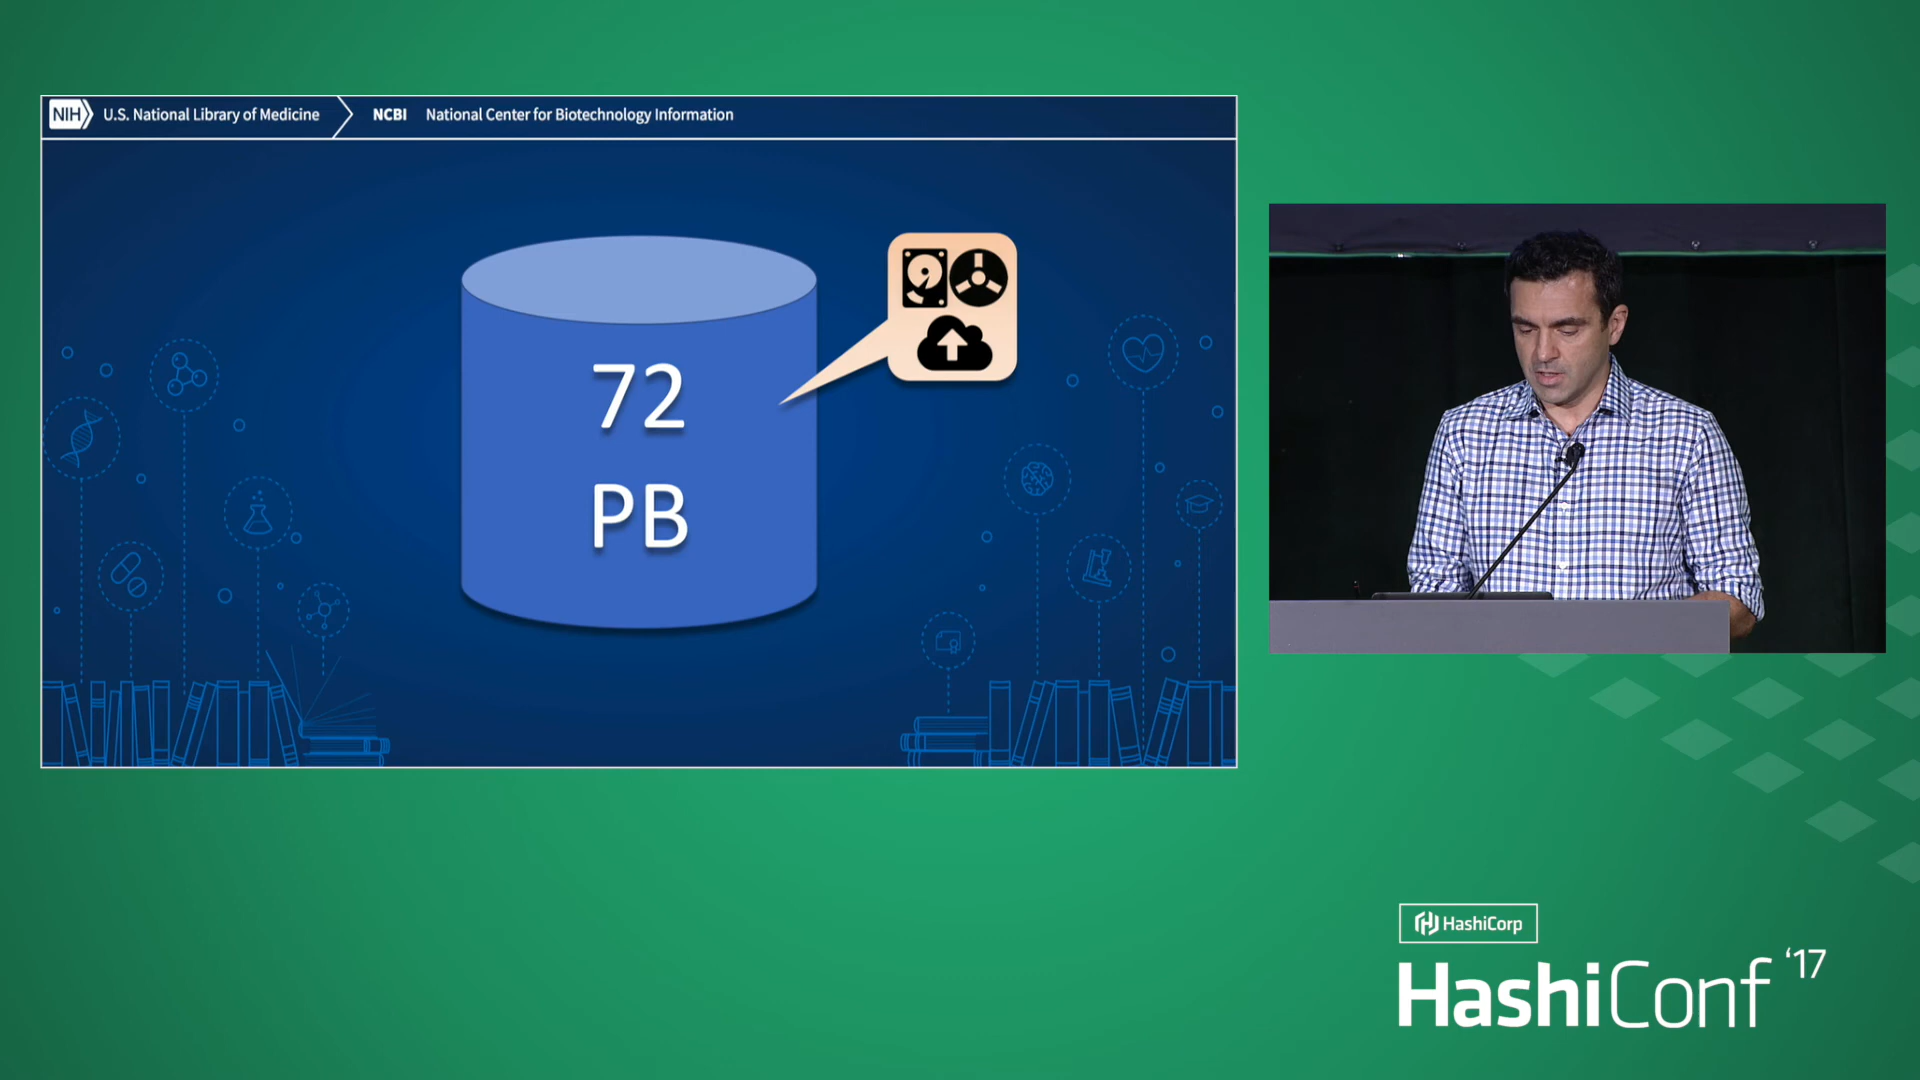 NIH U.S. National Library of Medicine NCBI National Center for Biotechnology Information
72
PB
HashiCorp
HashiConf '17